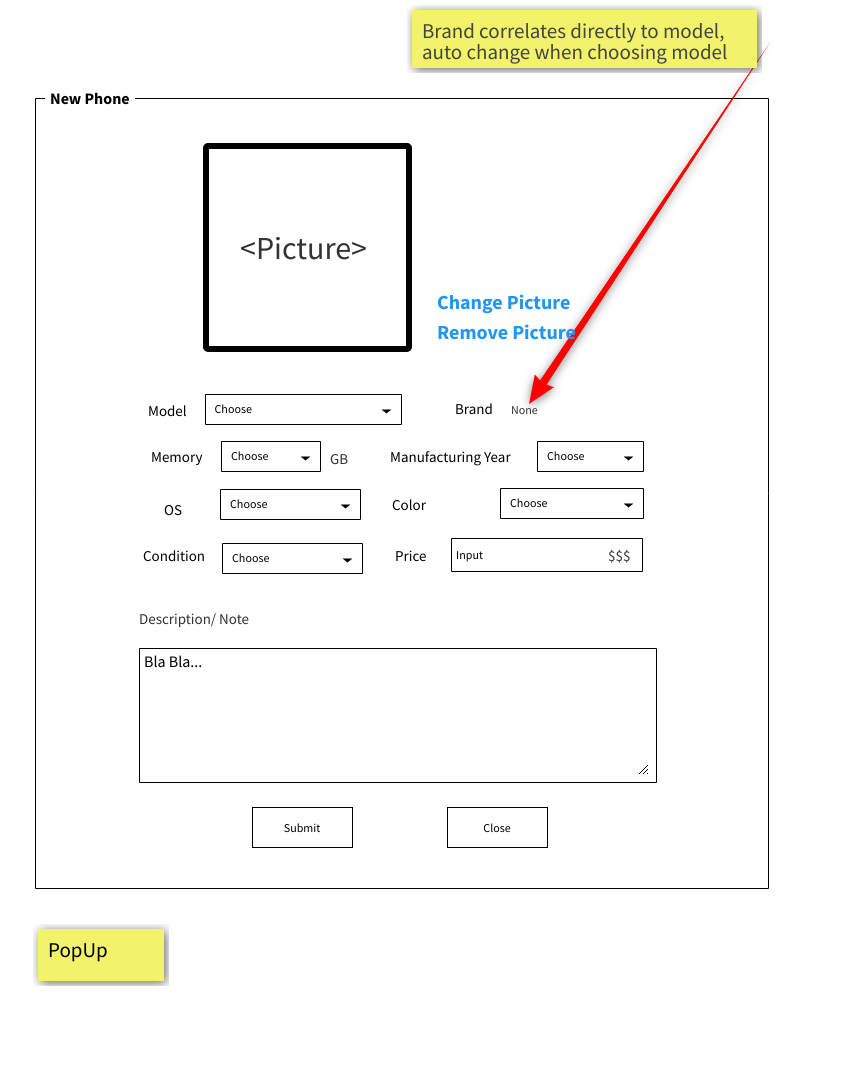 Brand correlates directly to model,
auto change when choosing model
New Phone
<Picture>
Change Picture
Remove Picture
Model Choose Brand None
Memory Choose GB Manufacturing Year Choose
OS Choose Color Choose
Condition Choose Price Input $$$
Description/ Note
Bla Bla...
Submit Close
PopUp